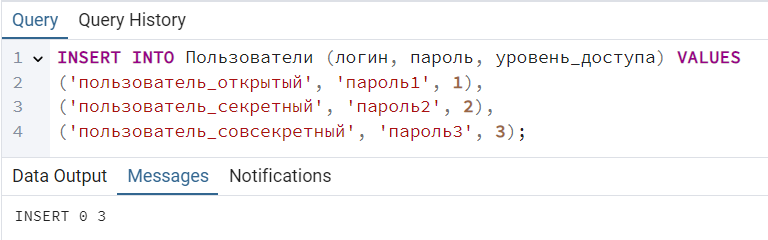 Query Query History
1 INSERT INTO Пользователи (логин, пароль, уровень_доступа) VALUES
2 ('пользователь_открытый', 'пароль1', 1),
3 ('пользователь_секретный', 'пароль2', 2),
4 ('пользователь_совсекретный', 'пароль3', 3);
Data Output Messages Notifications
INSERT 0 3